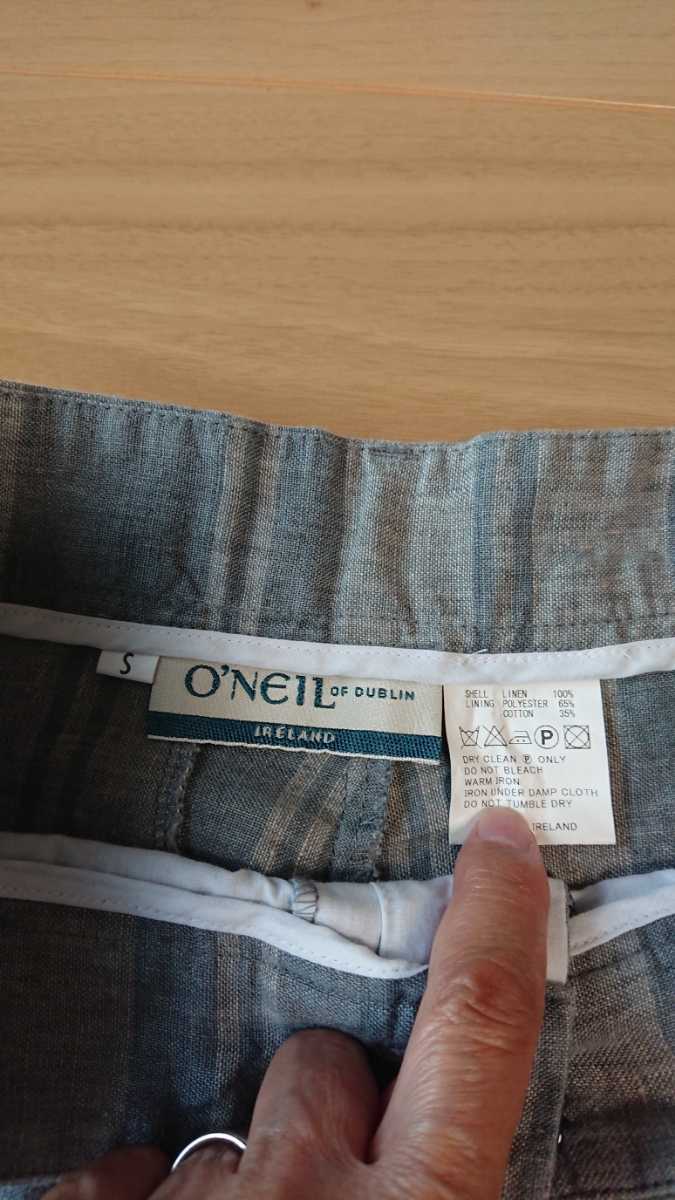 S
O'NEIL OF DUBLIN
IRELAND
SHELL LINEN 100%
LINING POLYESTER 65%
COTTON 35%
P
DRY CLEAN P ONLY
DO NOT BLEACH
WARM IRON
IRON UNDER DAMP CLOTH
DO NOT TUMBLE DRY
IRELAND